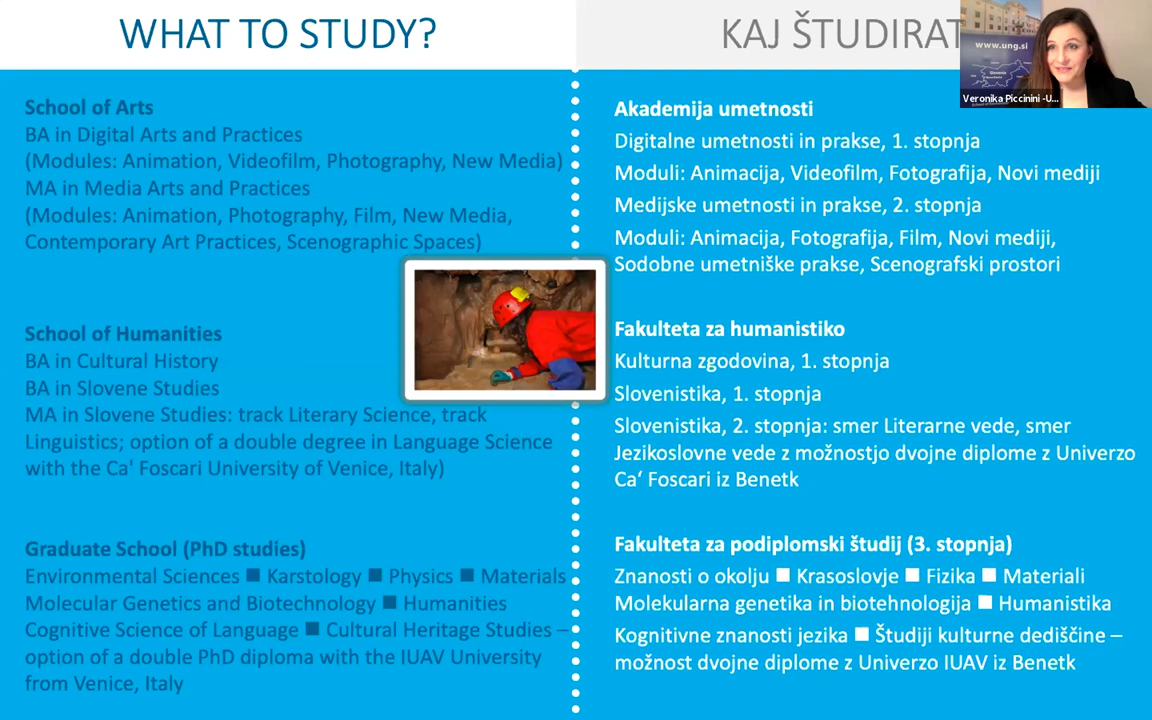 WHAT TO STUDY?
School of Arts
BA in Digital Arts and Practices
(Modules: Animation, Videofilm, Photography, New Media)
MA in Media Arts and Practices
(Modules: Animation, Photography, Film, New Media,
Contemporary Art Practices, Scenographic Spaces)
School of Humanities
BA in Cultural History
BA in Slovene Studies
MA in Slovene Studies: track Literary Science, track
Linguistics; option of a double degree in Language Science
with the Ca' Foscari University of Venice, Italy)
Graduate School (PhD studies)
Environmental Sciences ■ Karstology ■ Physics ■ Materials
Molecular Genetics and Biotechnology ■ Humanities
Cognitive Science of Language ■ Cultural Heritage Studies –
option of a double PhD diploma with the IUAV University
from Venice, Italy
KAJ ŠTUDIRAT
Akademija umetnosti
Digitalne umetnosti in prakse, 1. stopnja
Moduli: Animacija, Videofilm, Fotografija, Novi mediji
Medijske umetnosti in prakse, 2. stopnja
Moduli: Animacija, Fotografija, Film, Novi mediji,
Sodobne umetniške prakse, Scenografski prostori
Fakulteta za humanistiko
Kulturna zgodovina, 1. stopnja
Slovenistika, 1. stopnja
Slovenistika, 2. stopnja: smer Literarne vede, smer
Jezikoslovne vede z možnostjo dvojne diplome z Univerzo
Ca‘ Foscari iz Benetk
Fakulteta za podiplomski študij (3. stopnja)
Znanosti o okolju ■ Krasoslovje ■ Fizika ■ Materiali
Molekularna genetika in biotehnologija ■ Humanistika
Kognitivne znanosti jezika ■ Študiji kulturne dediščine –
možnost dvojne diplome z Univerzo IUAV iz Benetk
www.ung.si
Slovenia
Veronika Piccinini -U...